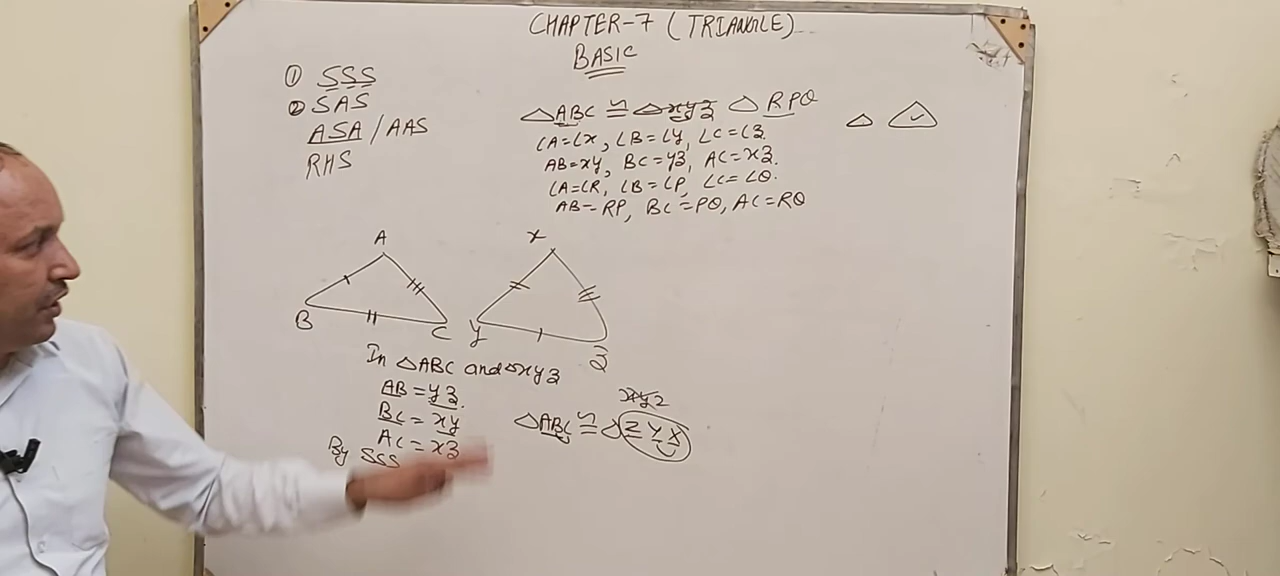 CHAPTER-7 (TRIANGLE)
BASIC
① SSS
② SAS
ASA / AAS
RHS
△ABC ≅ △xyz △ RPQ
∠A=∠x, ∠B=∠y, ∠C=∠z.
AB=xy, BC=yz, AC=xz.
∠A=∠R, ∠B=∠P, ∠C=∠Q.
AB=RP, BC=PQ, AC=RQ
A
B
C
x
y
z
In △ABC and △xyz
AB=yz.
BC=xy
AC=xz
By SSS
xyz
△ABC ≅ △ZYX